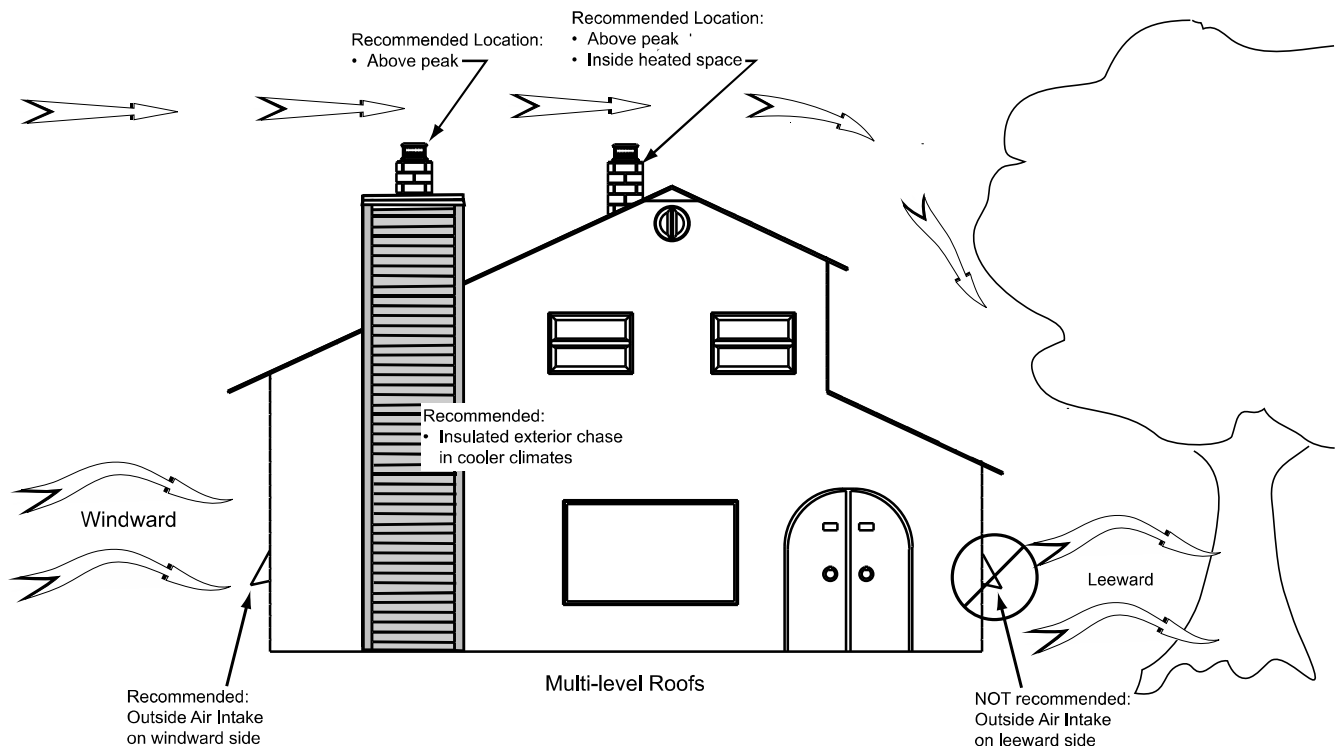 Recommended Location:
• Above peak
Recommended Location:
• Above peak
• Inside heated space
Recommended:
• Insulated exterior chase
in cooler climates
Windward
Leeward
Recommended:
Outside Air Intake
on windward side
Multi-level Roofs
NOT recommended:
Outside Air Intake
on leeward side